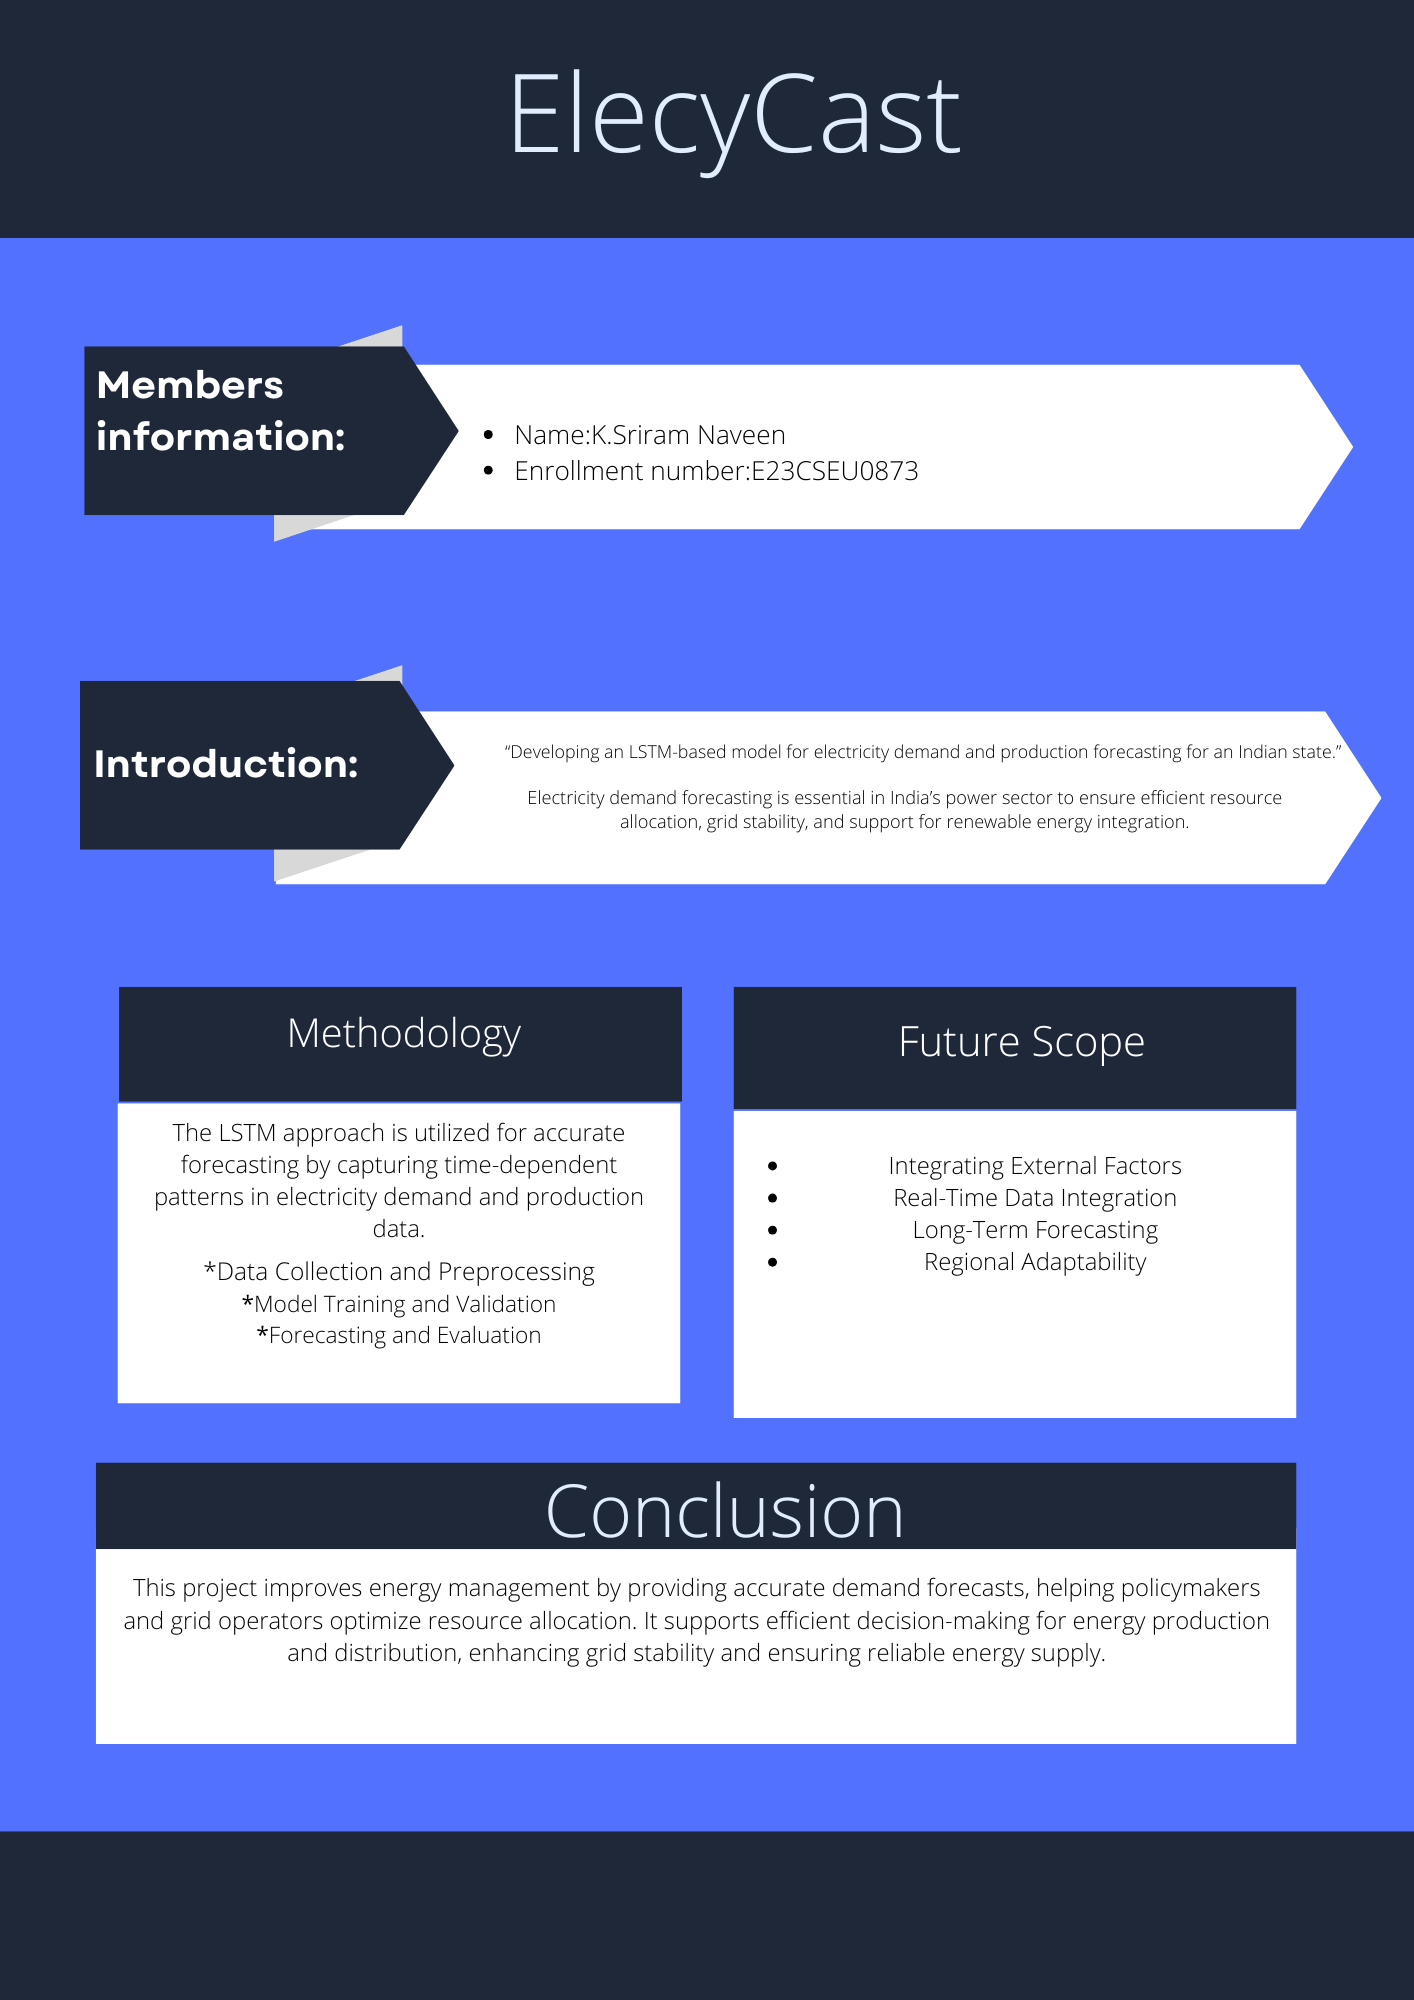 ElecyCast
Members
information:
• Name:K.Sriram Naveen
• Enrollment number:E23CSEU0873
Introduction:
“Developing an LSTM-based model for electricity demand and production forecasting for an Indian state.”
Electricity demand forecasting is essential in India’s power sector to ensure efficient resource
allocation, grid stability, and support for renewable energy integration.
Methodology
The LSTM approach is utilized for accurate
forecasting by capturing time-dependent
patterns in electricity demand and production
data.
*Data Collection and Preprocessing
*Model Training and Validation
*Forecasting and Evaluation
Future Scope
• Integrating External Factors
• Real-Time Data Integration
• Long-Term Forecasting
• Regional Adaptability
Conclusion
This project improves energy management by providing accurate demand forecasts, helping policymakers
and grid operators optimize resource allocation. It supports efficient decision-making for energy production
and distribution, enhancing grid stability and ensuring reliable energy supply.